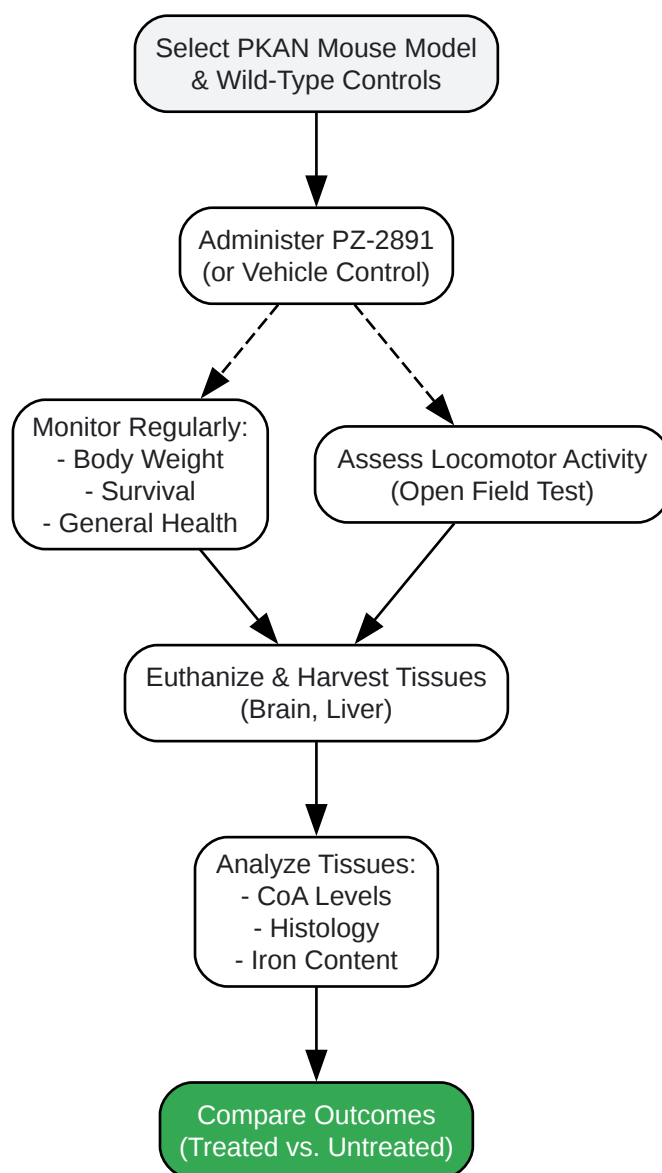 Select PKAN Mouse Model
& Wild-Type Controls
Administer PZ-2891
(or Vehicle Control)
Monitor Regularly:
- Body Weight
- Survival
- General Health
Assess Locomotor Activity
(Open Field Test)
Euthanize & Harvest Tissues
(Brain, Liver)
Analyze Tissues:
- CoA Levels
- Histology
- Iron Content
Compare Outcomes
(Treated vs. Untreated)